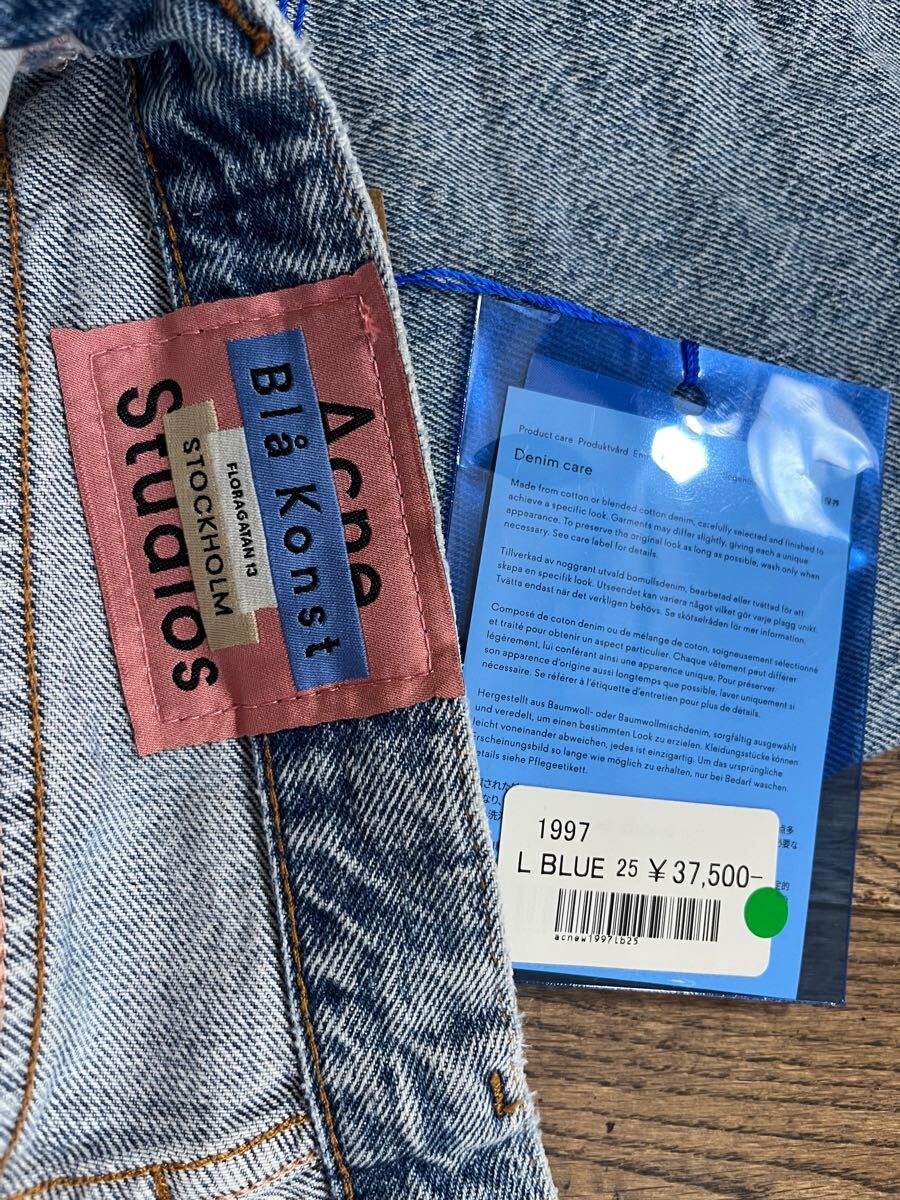 Acne
Studios
Blå Konst
FLORAGATAN 13
STOCKHOLM
Product care Produktvård
Denim care
Made from cotton or blended cotton denim, carefully selected and finished to
achieve a specific look. Garments may differ slightly, giving each a unique
appearance. To preserve the original look as long as possible, wash only when
necessary. See care label for details.
Tillverkad av noggrant utvald bomullsdenim, bearbetad eller tvättad för att
skapa en specifik look. Utseendet kan variera något vilket gör varje plagg unikt.
Tvätta endast när det verkligen behövs. Se skötselråden för mer information.
Composé de coton denim ou de mélange de coton, soigneusement sélectionné
et traité pour obtenir un aspect particulier. Chaque vêtement peut différer
légèrement, lui conférant ainsi une apparence unique. Pour préserver
son apparence d'origine aussi longtemps que possible, laver uniquement si
nécessaire. Se référer à l'étiquette d'entretien pour plus de détails.
Hergestellt aus Baumwoll- oder Baumwollmischdenim, sorgfältig ausgewählt
und veredelt, um einen bestimmten Look zu erzielen. Kleidungsstücke können
leicht voneinander abweichen, jedes ist einzigartig. Um das ursprüngliche
rscheinungsbild so lange wie möglich zu erhalten, nur bei Bedarf waschen.
etails siehe Pflegeetikett.
1997
L BLUE 25 ¥37,500-
acnew1997lb25